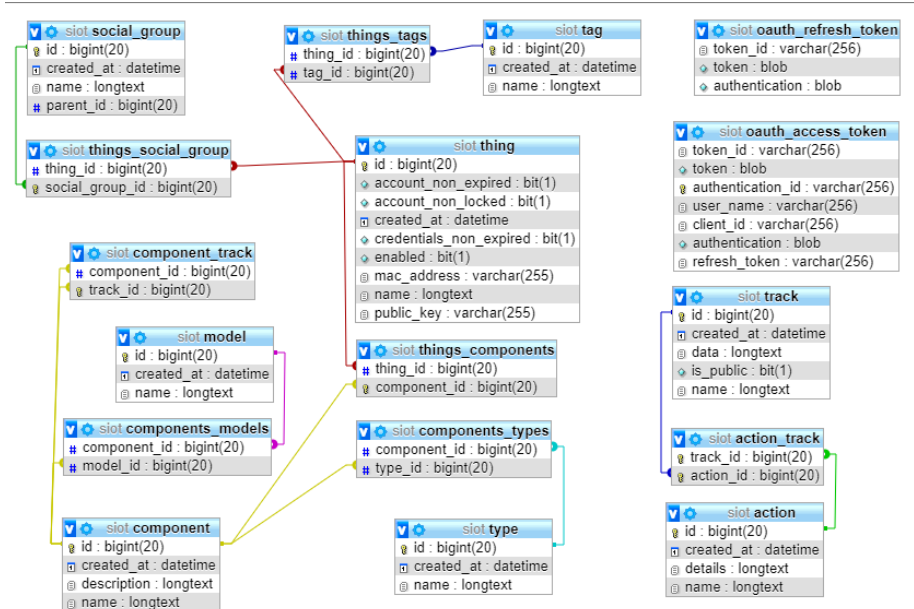 siot social_group
id : bigint(20)
created_at : datetime
name : longtext
parent_id : bigint(20)
siot things_tags
thing_id : bigint(20)
tag_id : bigint(20)
siot tag
id : bigint(20)
created_at : datetime
name : longtext
siot oauth_refresh_token
token_id : varchar(256)
token : blob
authentication : blob
siot things_social_group
thing_id : bigint(20)
social_group_id : bigint(20)
siot thing
id : bigint(20)
account_non_expired : bit(1)
account_non_locked : bit(1)
created_at : datetime
credentials_non_expired : bit(1)
enabled : bit(1)
mac_address : varchar(255)
name : longtext
public_key : varchar(255)
siot oauth_access_token
token_id : varchar(256)
token : blob
authentication_id : varchar(256)
user_name : varchar(256)
client_id : varchar(256)
authentication : blob
refresh_token : varchar(256)
siot component_track
component_id : bigint(20)
track_id : bigint(20)
siot track
id : bigint(20)
created_at : datetime
data : longtext
is_public : bit(1)
name : longtext
siot model
id : bigint(20)
created_at : datetime
name : longtext
siot things_components
thing_id : bigint(20)
component_id : bigint(20)
siot components_models
component_id : bigint(20)
model_id : bigint(20)
siot components_types
component_id : bigint(20)
type_id : bigint(20)
siot action_track
track_id : bigint(20)
action_id : bigint(20)
siot component
id : bigint(20)
created_at : datetime
description : longtext
name : longtext
siot type
id : bigint(20)
created_at : datetime
name : longtext
siot action
id : bigint(20)
created_at : datetime
details : longtext
name : longtext